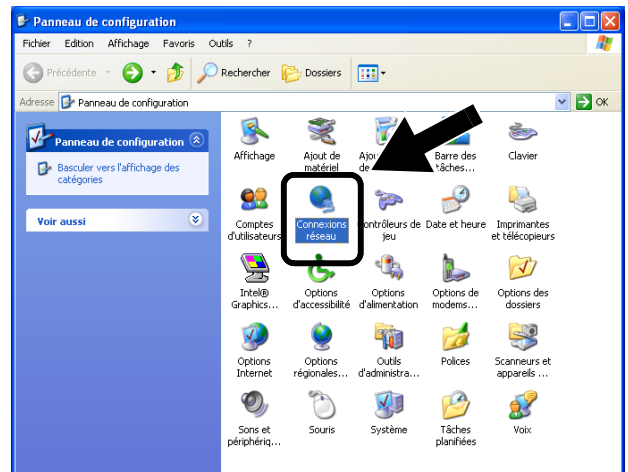 Panneau de configuration
Fichier Edition Affichage Favoris Outils ?
Précédente Rechercher Dossiers
Adresse Panneau de configuration OK
Panneau de configuration
Basculer vers l'affichage des
catégories
Voir aussi
Affichage
Ajout de
matériel
Barre des
tâches...
Clavier
Comptes
d'utilisateurs
Connexions
réseau
Contrôleurs de
jeu
Date et heure
Imprimantes
et télécopieurs
Intel®
Graphics...
Options
d'accessibilité
Options
d'alimentation
Options de
modems...
Options des
dossiers
Options
Internet
Options
régionales...
Outils
d'administra...
Polices
Scanneurs et
appareils ...
Sons et
périphériq...
Souris
Système
Tâches
planifiées
Voix